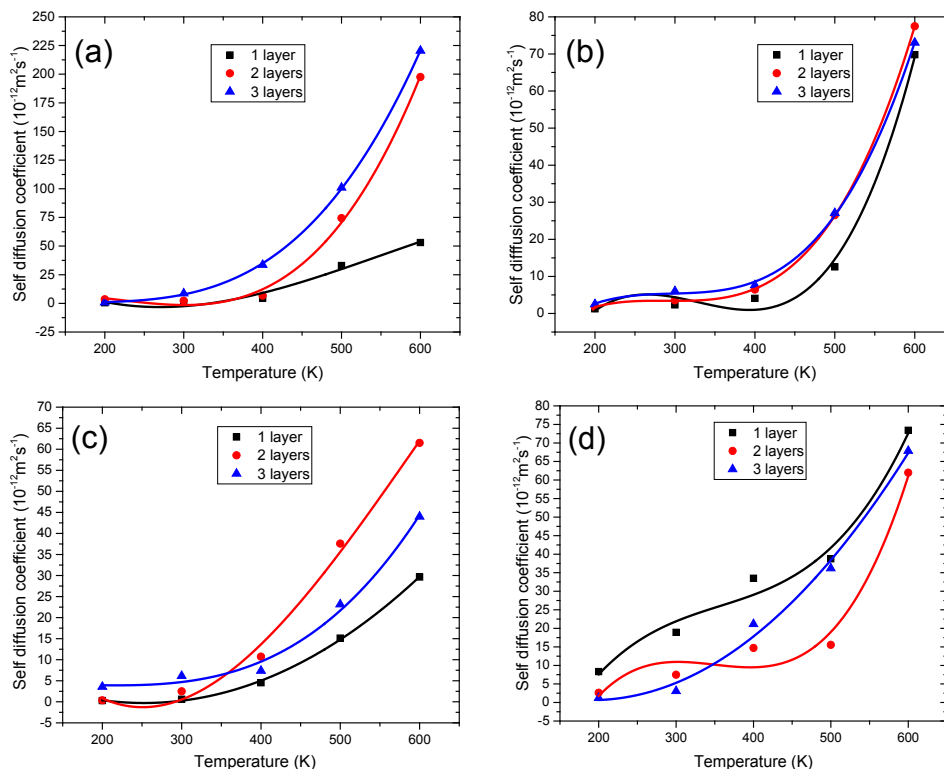 (a)
1 layer
2 layers
3 layers
250
225
200
175
150
125
100
75
50
25
0
25
Self diffusion coefficient (10⁻¹²m²s⁻¹)
200 300 400 500 600
Temperature (K)
(b)
1 layer
2 layers
3 layers
80
70
60
50
40
30
20
10
0
Self diffusion coefficient (10⁻¹²m²s⁻¹)
200 300 400 500 600
Temperature (K)
(c)
1 layer
2 layers
3 layers
70
65
60
55
50
45
40
35
30
25
20
15
10
5
0
5
Self diffusion coefficient (10⁻¹²m²s⁻¹)
200 300 400 500 600
Temperature (K)
(d)
1 layer
2 layers
3 layers
80
75
70
65
60
55
50
45
40
35
30
25
20
15
10
5
0
5
Self diffusion coefficient (10⁻¹²m²s⁻¹)
200 300 400 500 600
Temperature (K)